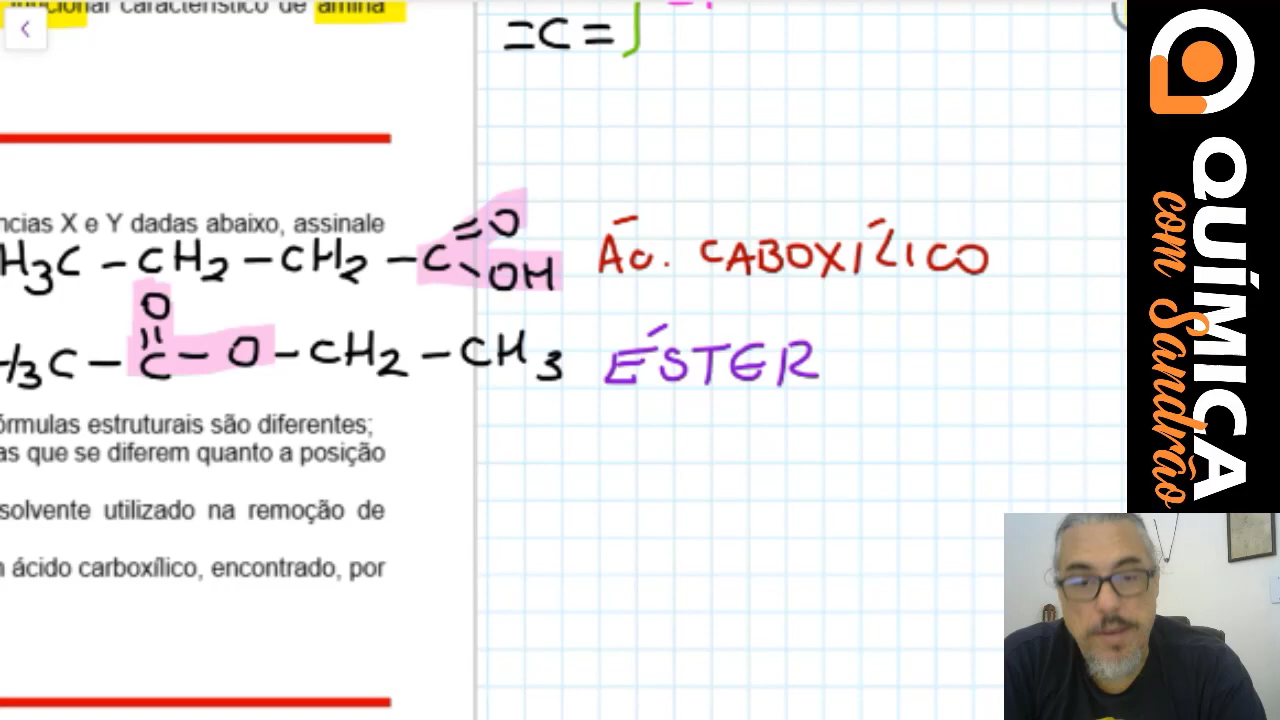 funcional característico de amina
=C=
ncias X e Y dadas abaixo, assinale
H3C - CH2 - CH2 - C =O OH
ÁC. CABOXÍLICO
O
H3C - C - O - CH2 - CH3
ÉSTER
órmulas estruturais são diferentes;
as que se diferem quanto a posição
solvente utilizado na remoção de
ácido carboxílico, encontrado, por
QUÍMICA
com Sandrão